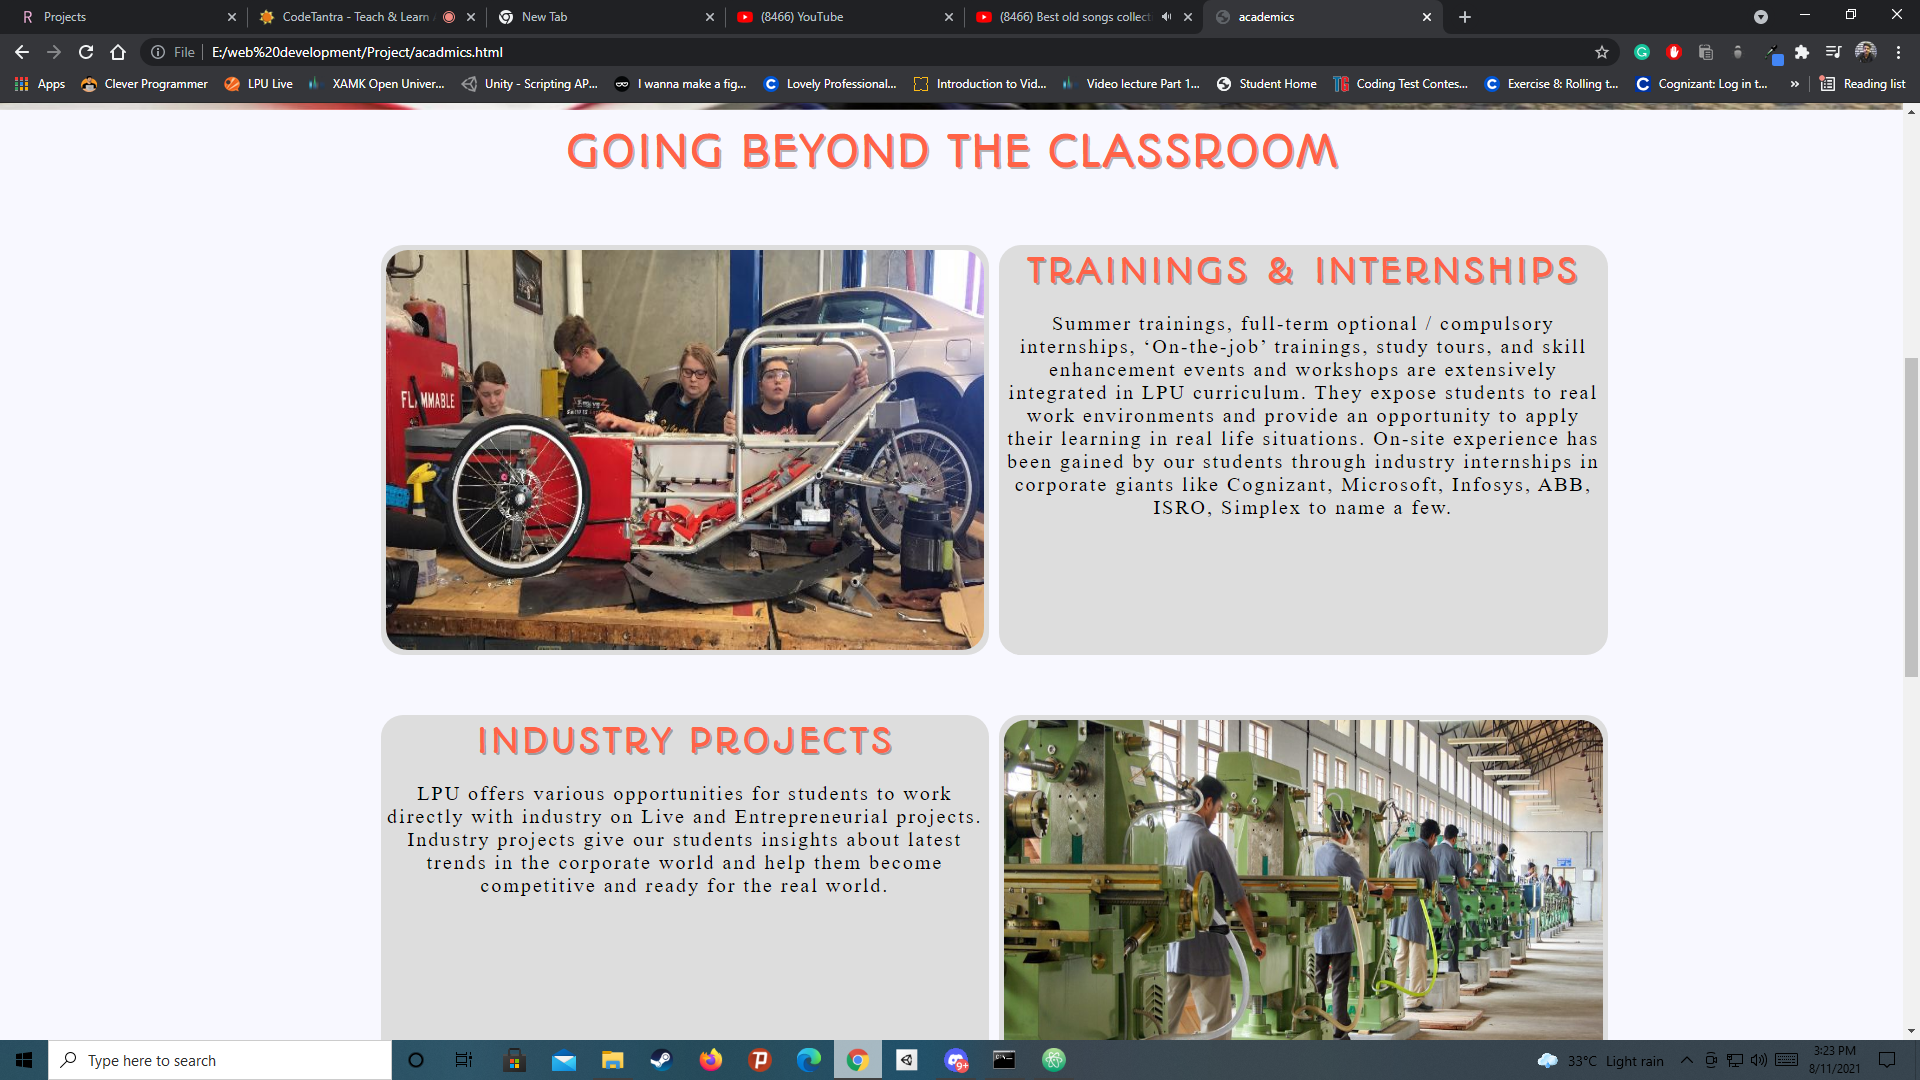 Projects
CodeTantra - Teach & Learn
New Tab
(8466) YouTube
(8466) Best old songs collecti
academics
File
E:/web%20development/Project/acadmics.html
Apps
Clever Programmer
LPU Live
XAMK Open Univer...
Unity - Scripting AP...
I wanna make a fig...
Lovely Professional...
Introduction to Vid...
Video lecture Part 1...
Student Home
Coding Test Contes...
Exercise 8: Rolling t...
Cognizant: Log in t...
»
Reading list
GOING BEYOND THE CLASSROOM
FLAMMABLE
TRAININGS & INTERNSHIPS
Summer trainings, full-term optional / compulsory
internships, ‘On-the-job’ trainings, study tours, and skill
enhancement events and workshops are extensively
integrated in LPU curriculum. They expose students to real
work environments and provide an opportunity to apply
their learning in real life situations. On-site experience has
been gained by our students through industry internships in
corporate giants like Cognizant, Microsoft, Infosys, ABB,
ISRO, Simplex to name a few.
INDUSTRY PROJECTS
LPU offers various opportunities for students to work
directly with industry on Live and Entrepreneurial projects.
Industry projects give our students insights about latest
trends in the corporate world and help them become
competitive and ready for the real world.
Type here to search
9+
33°C Light rain
3:23 PM
8/11/2021